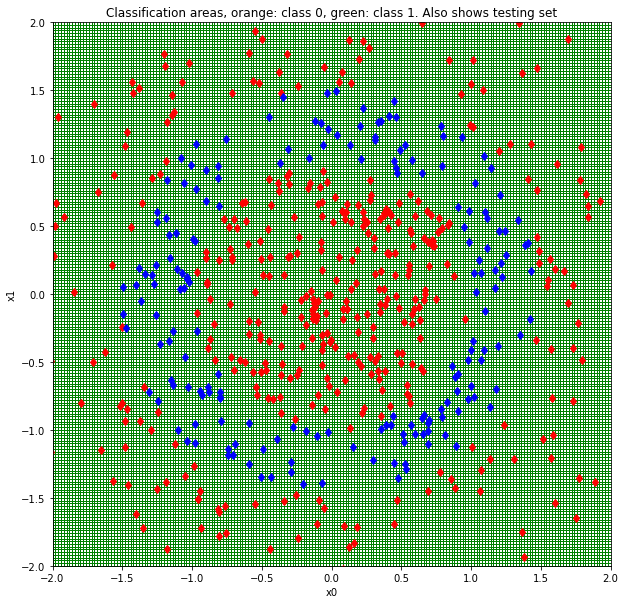 Classification areas, orange: class 0, green: class 1. Also shows testing set
2.0
1.5
1.0
0.5
0.0
−0.5
−1.0
−1.5
−2.0
x1
−2.0 −1.5 −1.0 −0.5 0.0 0.5 1.0 1.5 2.0
x0